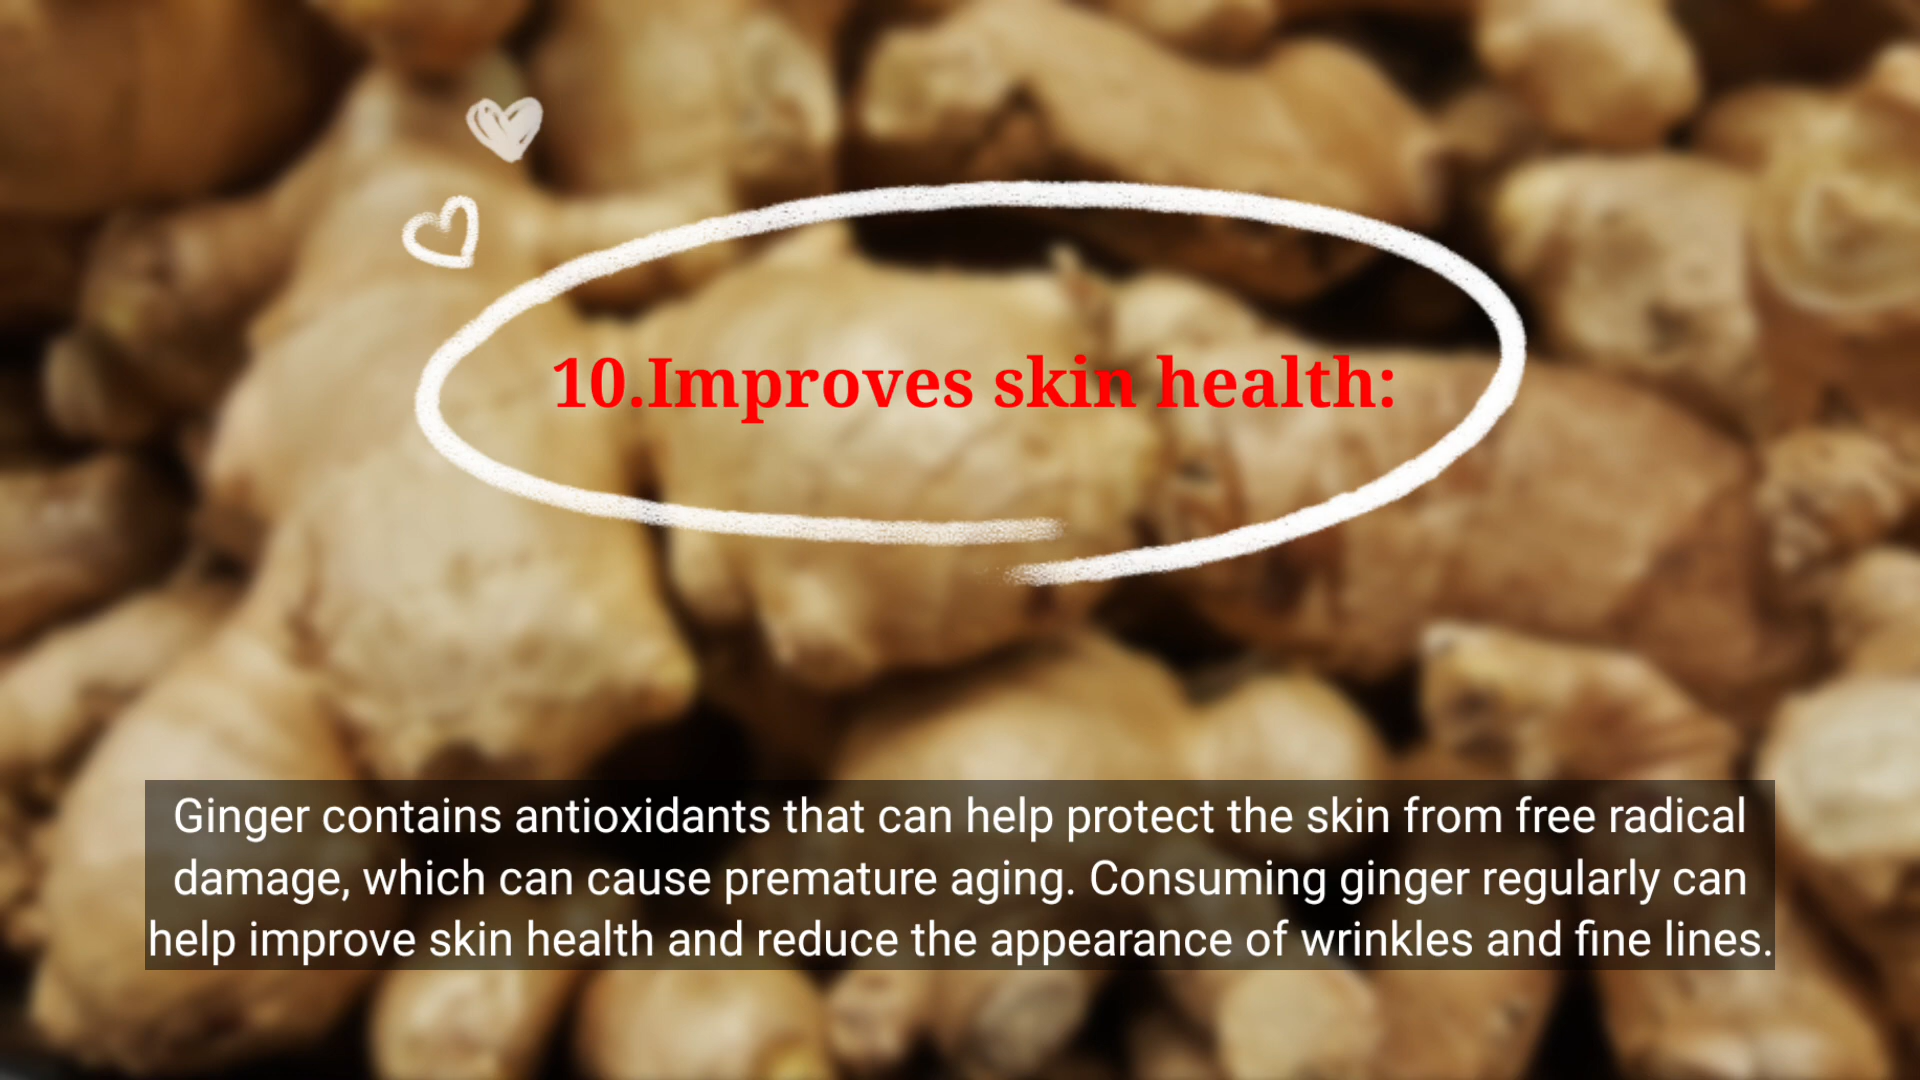 10.Improves skin health:
Ginger contains antioxidants that can help protect the skin from free radical
damage, which can cause premature aging. Consuming ginger regularly can
help improve skin health and reduce the appearance of wrinkles and fine lines.